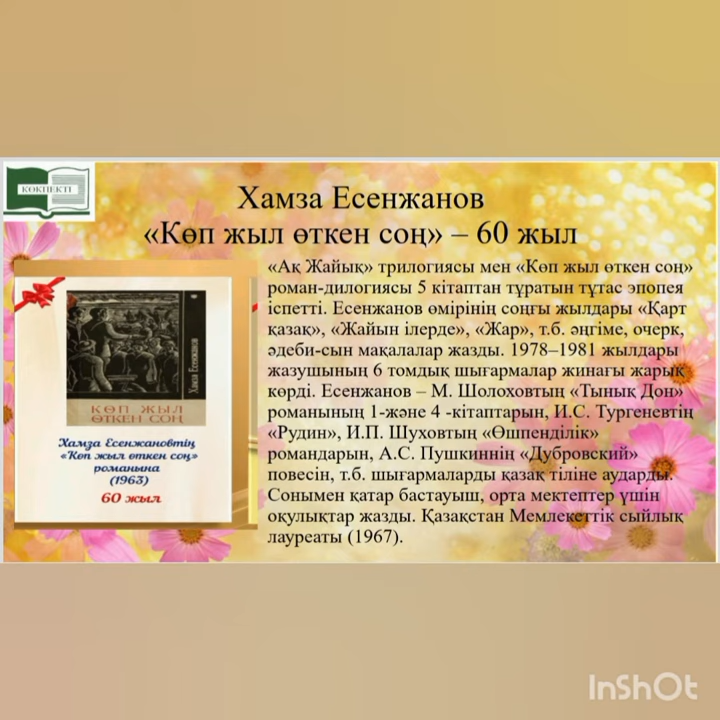 КӨКПЕКТІ
Хамза Есенжанов
«Көп жыл өткен соң» – 60 жыл
«Ақ Жайық» трилогиясы мен «Көп жыл өткен соң»
роман-дилогиясы 5 кітаптан тұратын тұтас эпопея
іспетті. Есенжанов өмірінің соңғы жылдары «Қарт
қазақ», «Жайын ілерде», «Жар», т.б. әңгіме, очерк,
әдеби-сын мақалалар жазды. 1978–1981 жылдары
жазушының 6 томдық шығармалар жинағы жарық
көрді. Есенжанов – М. Шолоховтың «Тынық Дон»
романының 1-және 4 -кітаптарын, И.С. Тургеневтің
«Рудин», И.П. Шуховтың «Өшпенділік»
романдарын, А.С. Пушкиннің «Дубровский»
повесін, т.б. шығармаларды қазақ тіліне аударды.
Сонымен қатар бастауыш, орта мектептер үшін
оқулықтар жазды. Қазақстан Мемлекеттік сыйлық
лауреаты (1967).
Хамза Есенжанов
КӨП ЖЫЛ
ӨТКЕН СОҢ
Хамза Есенжановтің
«Көп жыл өткен соң»
романына
(1963)
60 жыл
InShOt